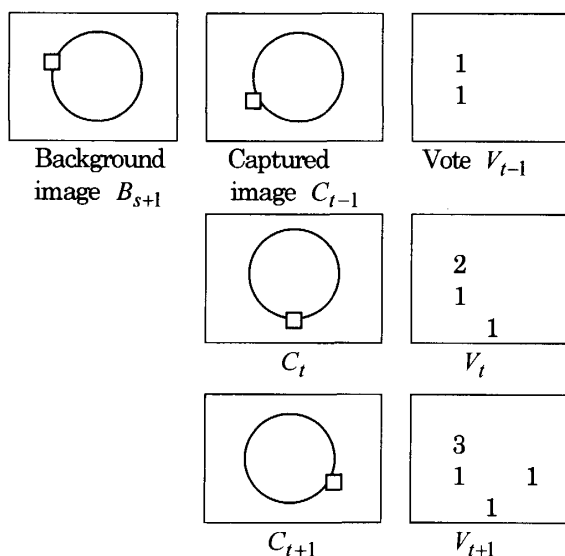 1
1
Background
image B_{s+1}
Captured
image C_{t-1}
Vote V_{t-1}
2
1
1
C_t
V_t
3
1 1
1
C_{t+1}
V_{t+1}